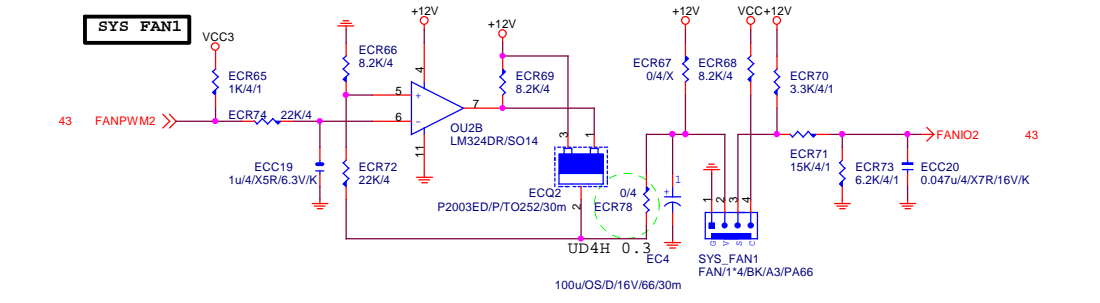 SYS FAN1
VCC3
+12V
+12V
+12V
VCC
+12V
ECR65
1K/4/1
ECR66
8.2K/4
4
ECR69
8.2K/4
ECR67
0/4/X
ECR68
8.2K/4
ECR70
3.3K/4/1
43 FANPWM2
ECR74 22K/4
5
+
6
-
7
OU2B
LM324DR/SO14
11
3
1
FANIO2 43
ECC19
1u/4/X5R/6.3V/K
ECR72
22K/4
ECQ2
P2003ED/P/TO252/30m
2
0/4
ECR78
+
1
ECR71
15K/4/1
ECR73
6.2K/4/1
ECC20
0.047u/4/X7R/16V/K
1
2
3
4
G
V
S
C
UD4H 0.3
EC4
100u/OS/D/16V/66/30m
SYS_FAN1
FAN/1*4/BK/A3/PA66